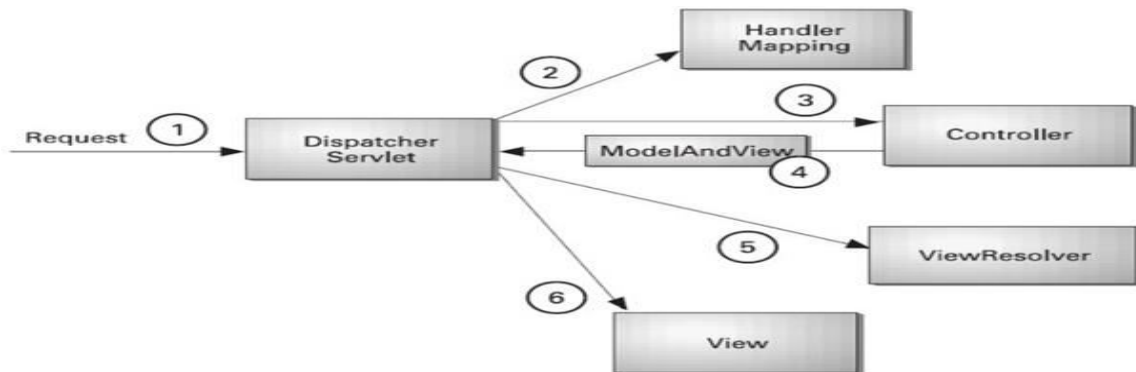 Handler
Mapping
2
3
Request
1
Dispatcher
Servlet
Controller
ModelAndView
4
5
ViewResolver
6
View